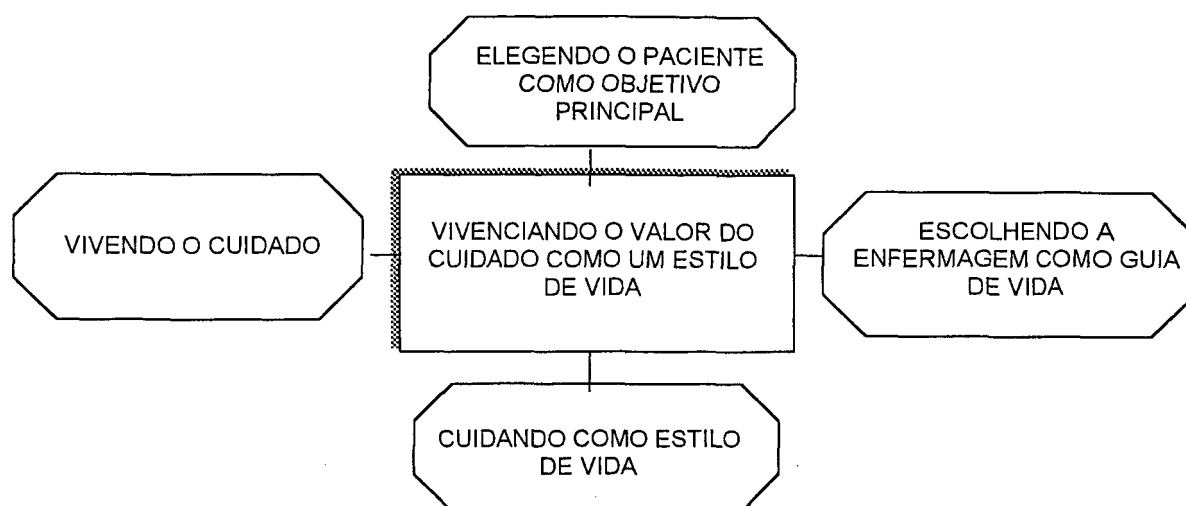 ELEGENDO O PACIENTE
COMO OBJETIVO
PRINCIPAL
VIVENDO O CUIDADO
VIVENCIANDO O VALOR DO
CUIDADO COMO UM ESTILO
DE VIDA
ESCOLHENDO A
ENFERMAGEM COMO GUIA
DE VIDA
CUIDANDO COMO ESTILO
DE VIDA